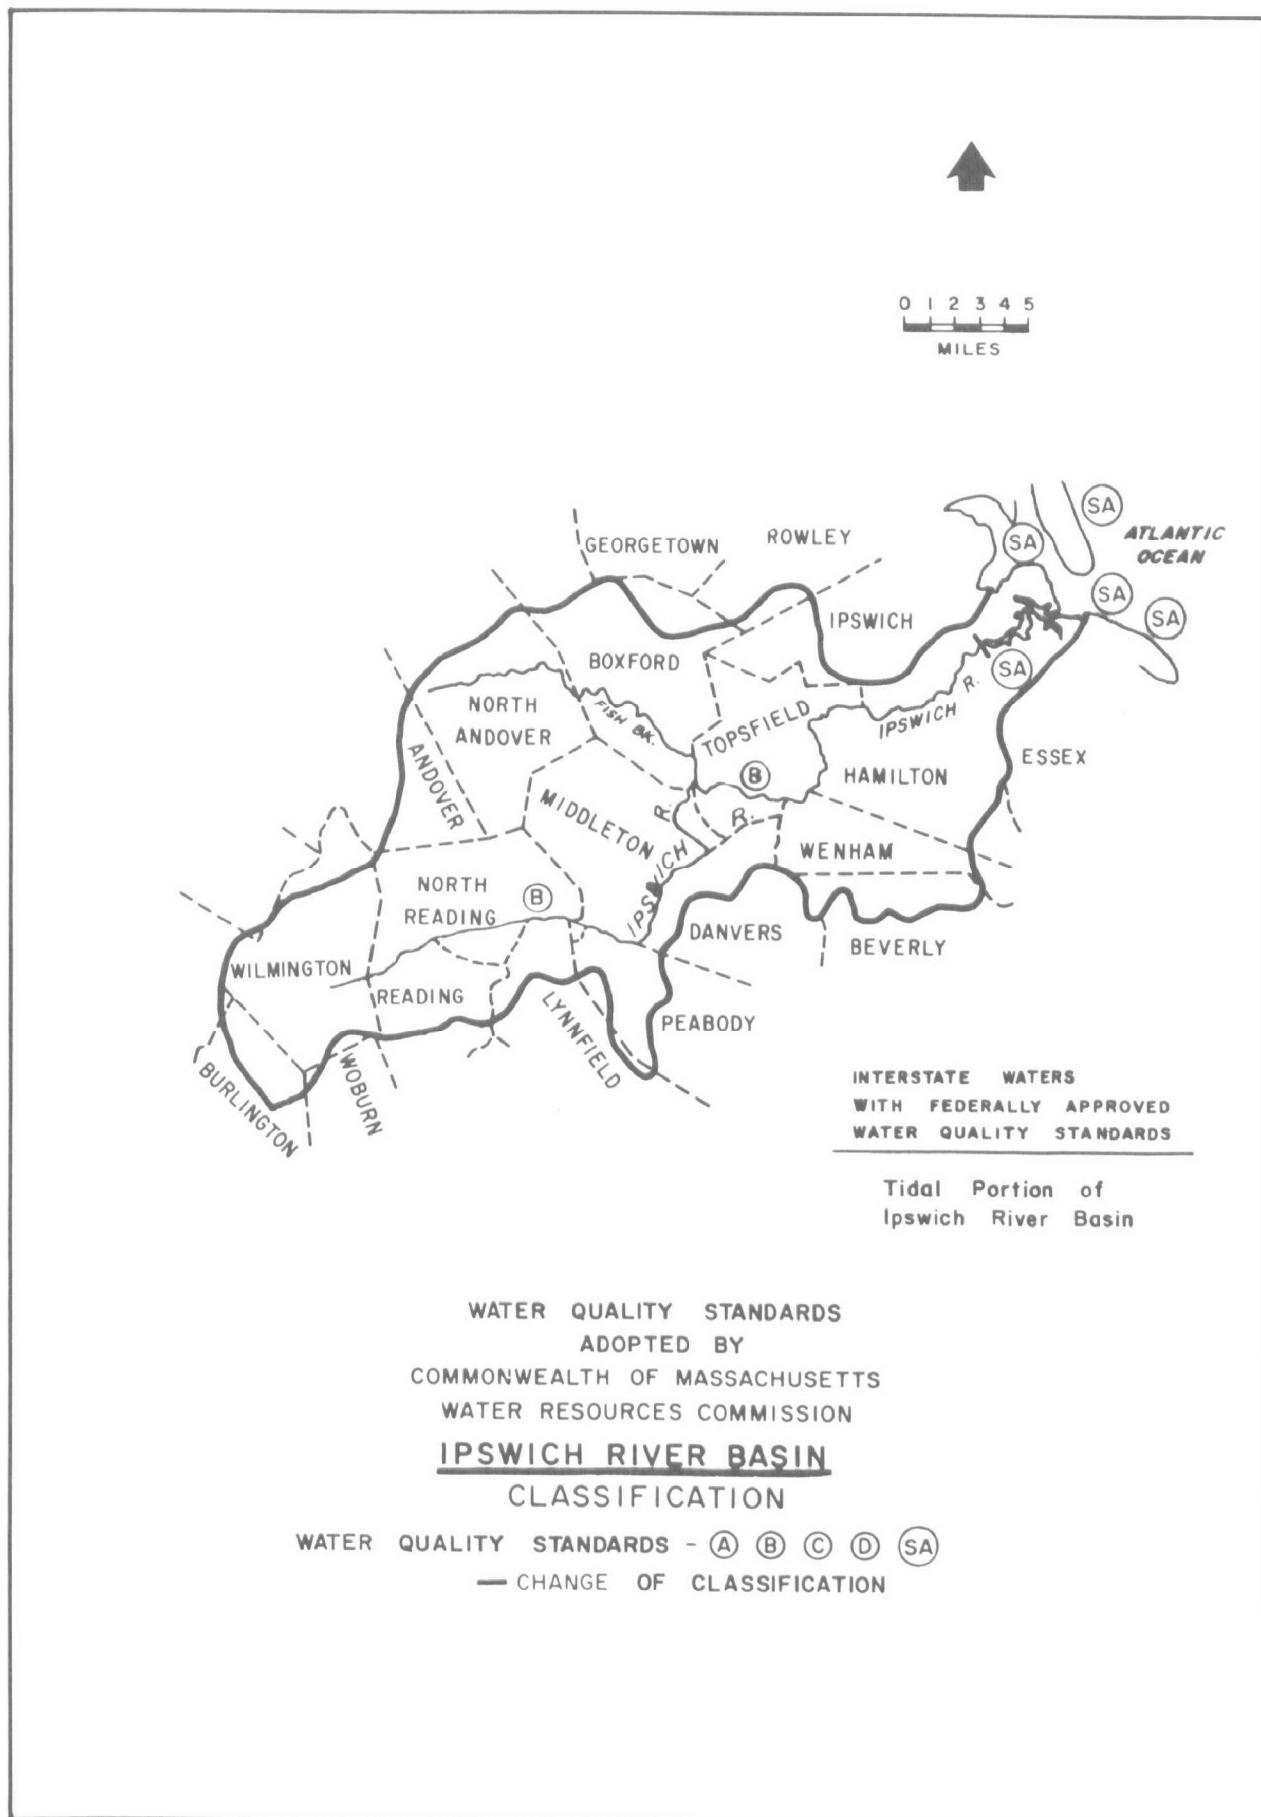 0 1 2 3 4 5
MILES
SA
ATLANTIC
OCEAN
SA
SA
SA
SA
GEORGETOWN
ROWLEY
IPSWICH
BOXFORD
NORTH
ANDOVER
FISH BK.
TOPSFIELD
IPSWICH R.
B
ANDOVER
HAMILTON
ESSEX
MIDDLETON
IPSWICH R.
R.
WENHAM
NORTH
READING
B
DANVERS
BEVERLY
WILMINGTON
READING
LYNNFIELD
PEABODY
BURLINGTON
WOBURN
INTERSTATE WATERS
WITH FEDERALLY APPROVED
WATER QUALITY STANDARDS
Tidal Portion of
Ipswich River Basin
WATER QUALITY STANDARDS
ADOPTED BY
COMMONWEALTH OF MASSACHUSETTS
WATER RESOURCES COMMISSION
IPSWICH RIVER BASIN
CLASSIFICATION
WATER QUALITY STANDARDS - A B C D SA
— CHANGE OF CLASSIFICATION